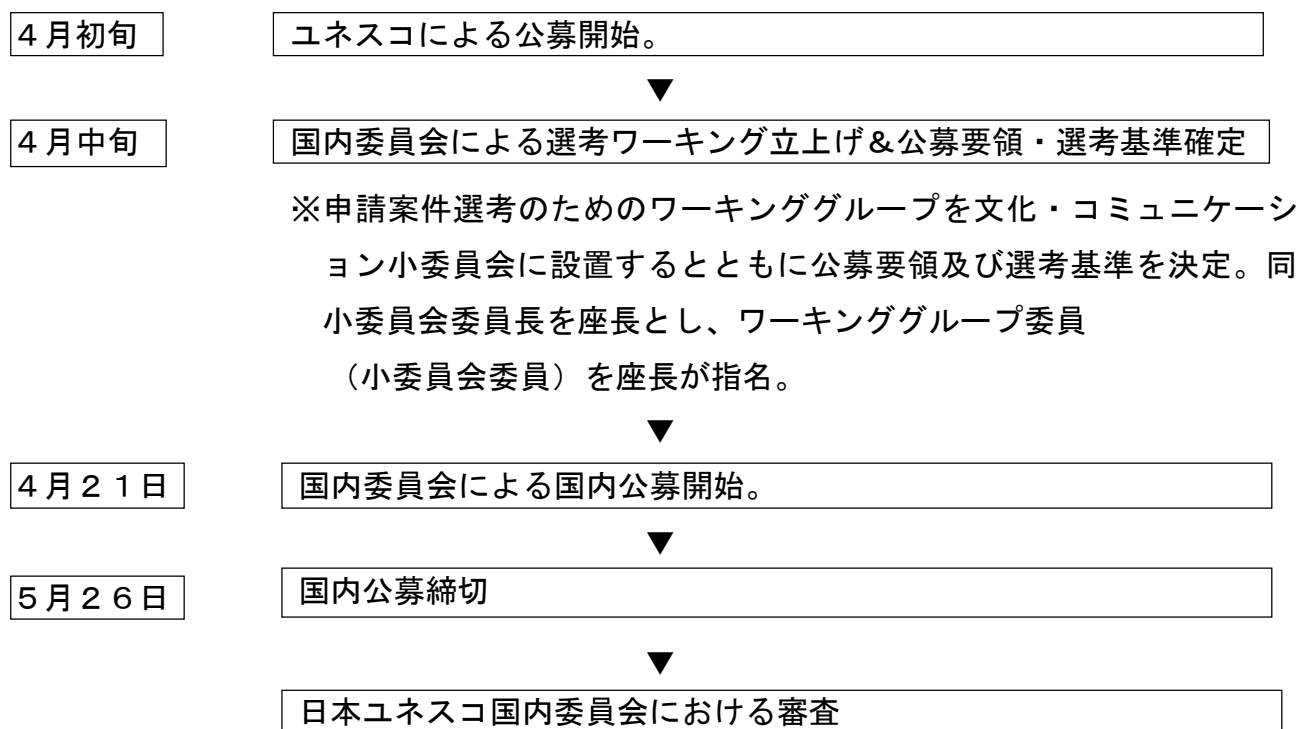 ４月初旬 ユネスコによる公募開始。
▼
４月中旬 国内委員会による選考ワーキング立上げ＆公募要領・選考基準確定
※申請案件選考のためのワーキンググループを文化・コミュニケーシ
ョン小委員会に設置するとともに公募要領及び選考基準を決定。同
小委員会委員長を座長とし、ワーキンググループ委員
（小委員会委員）を座長が指名。
▼
４月２１日 国内委員会による国内公募開始。
▼
５月２６日 国内公募締切
▼
日本ユネスコ国内委員会における審査